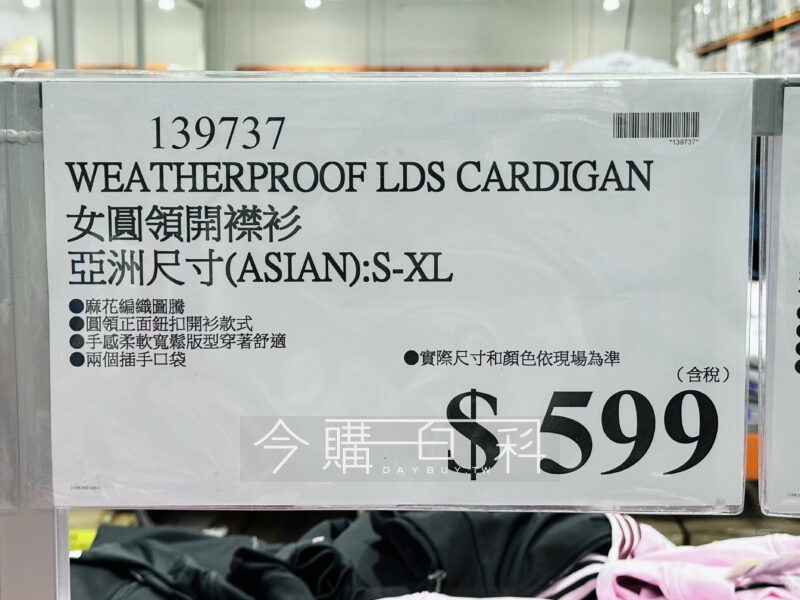 139737
*139737*
WEATHERPROOF LDS CARDIGAN
女圓領開襟衫
亞洲尺寸(ASIAN):S-XL
●麻花編織圖騰
●圓領正面鈕扣開衫款式
●手感柔軟寬鬆版型穿著舒適
●兩個插手口袋
●實際尺寸和顏色依現場為準
(含稅)
$ 599
今購百科
DAYBUY.TW